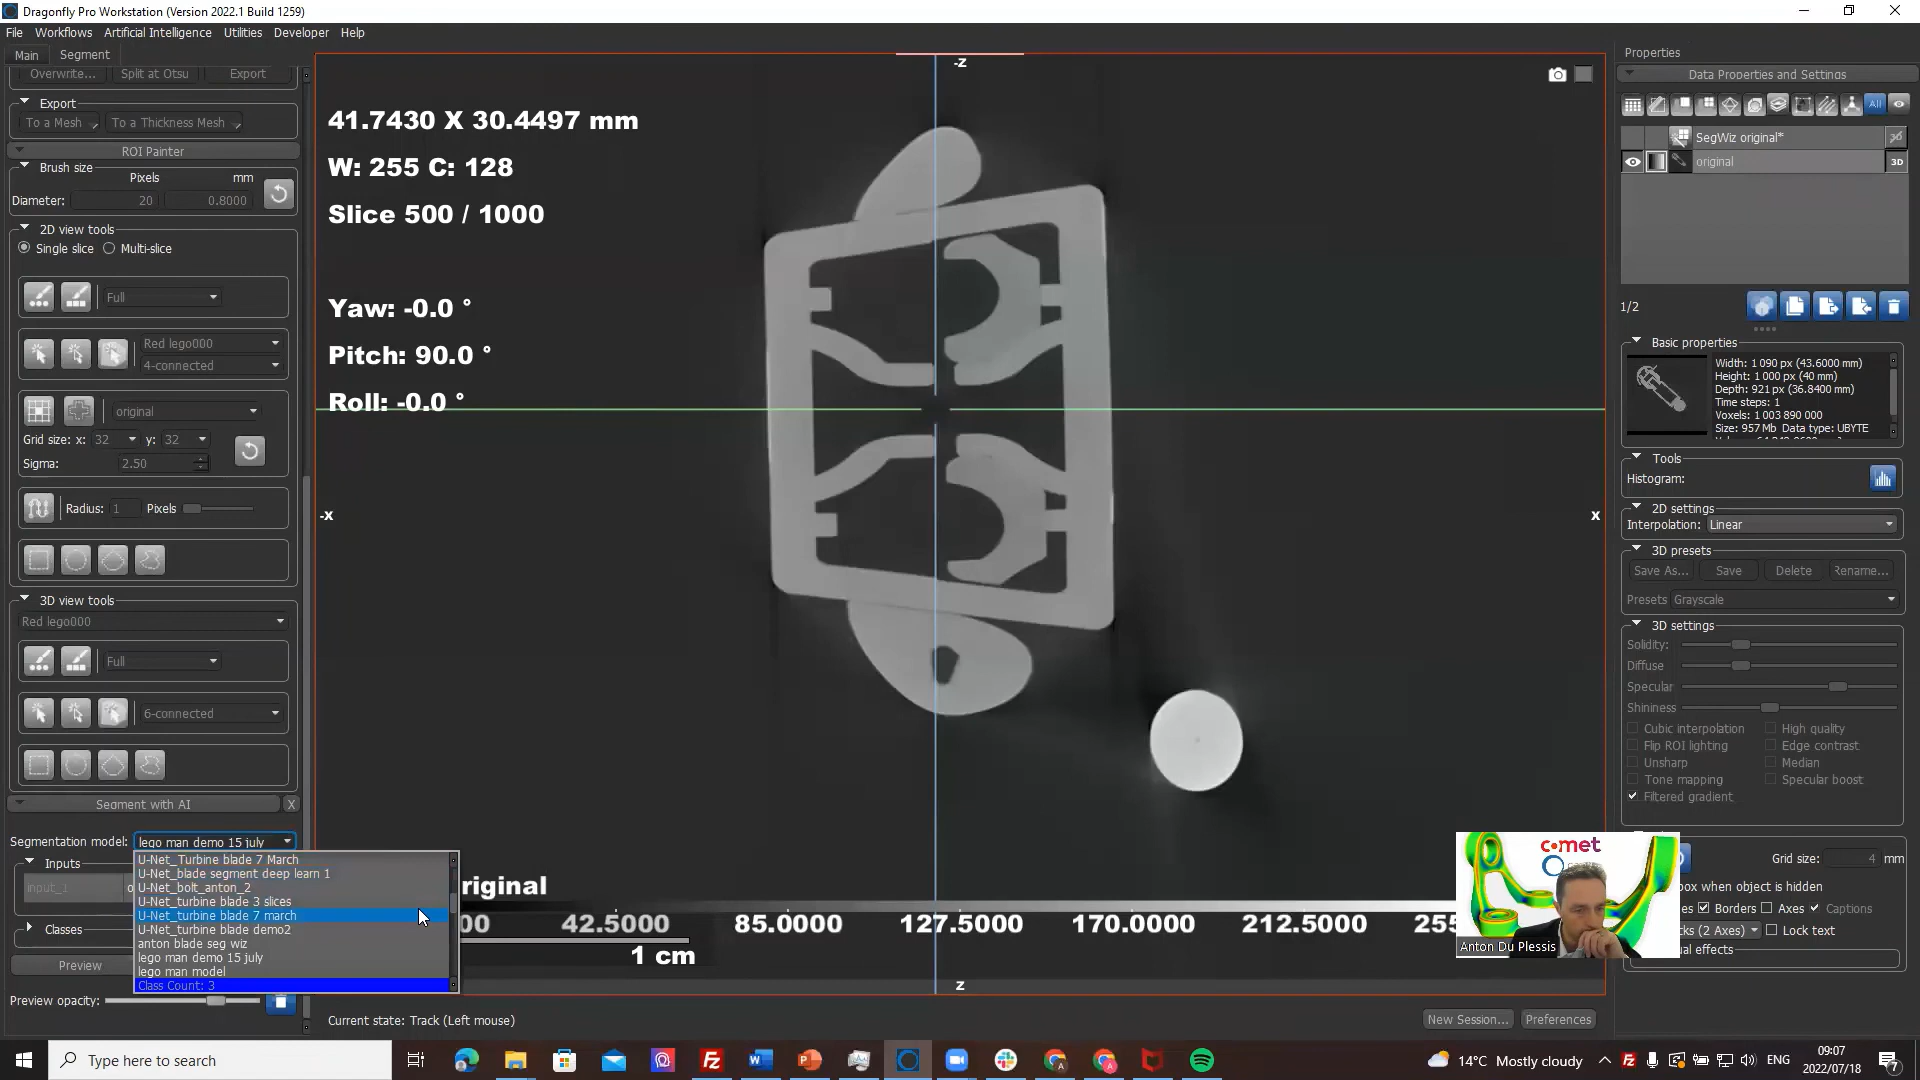 Dragonfly Pro Workstation (Version 2022.1 Build 1259)
File Workflows Artificial Intelligence Utilities Developer Help
Main Segment
Overwrite... Split at Otsu Export
Export
To a Mesh To a Thickness Mesh
ROI Painter
Brush size
Pixels mm
Diameter: 20 0.8000
2D view tools
Single slice Multi-slice
Full
Red lego000
4-connected
original
Grid size: x: 32 y: 32
Sigma: 2.50
Radius: 1 Pixels
3D view tools
Red lego000
Full
6-connected
Segment with AI X
Segmentation model: lego man demo 15 july
Inputs
input_1
Classes
Preview
Preview opacity:
U-Net_Turbine blade 7 March
U-Net_blade segment deep learn 1
U-Net_bolt_anton_2
U-Net_turbine blade 3 slices
U-Net_turbine blade 7 march
U-Net_turbine blade demo2
anton blade seg wiz
lego man demo 15 july
lego man model
Class Count: 3
41.7430 X 30.4497 mm
W: 255 C: 128
Slice 500 / 1000
Yaw: -0.0 °
Pitch: 90.0 °
Roll: -0.0 °
-Z
-X
X
riginal
00 42.5000 85.0000 127.5000 170.0000 212.5000 255
1 cm
Z
Current state: Track (Left mouse)
New Session... Preferences
Properties
Data Properties and Settings
All
SegWiz original*
original 3D
1/2
Basic properties
Width: 1 090 px (43.6000 mm)
Height: 1 000 px (40 mm)
Depth: 921 px (36.8400 mm)
Time steps: 1
Voxels: 1 003 890 000
Size: 957 Mb Data type: UBYTE
Tools
Histogram:
2D settings
Interpolation: Linear
3D presets
Save As... Save Delete Rename...
Presets Grayscale
3D settings
Solidity:
Diffuse
Specular
Shininess
Cubic interpolation High quality
Flip ROI lighting Edge contrast
Unsharp Median
Tone mapping Specular boost
Filtered gradient
Grid size: 4 mm
box when object is hidden
es Borders Axes Captions
cks (2 Axes) Lock text
ual effects
comet
Anton Du Plessis
Type here to search
14°C Mostly cloudy
ENG
09:07
2022/07/18
7